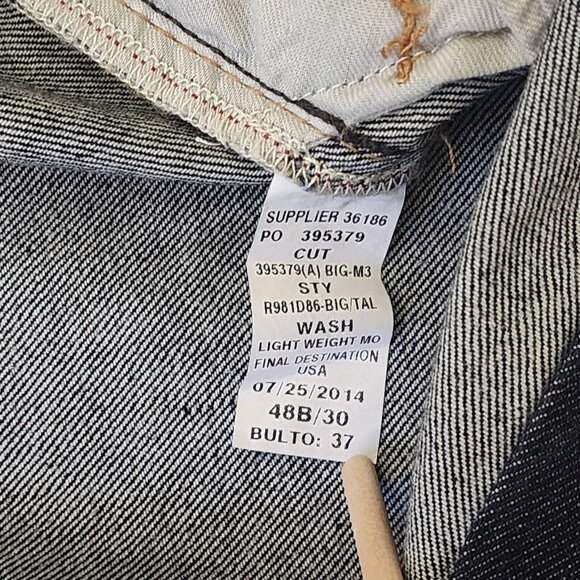 SUPPLIER 36186
PO 395379
CUT
395379(A) BIG-M3
STY
R981D86-BIG/TAL
WASH
LIGHT WEIGHT MO
FINAL DESTINATION
USA
07/25/2014
48B/30
BULTO: 37